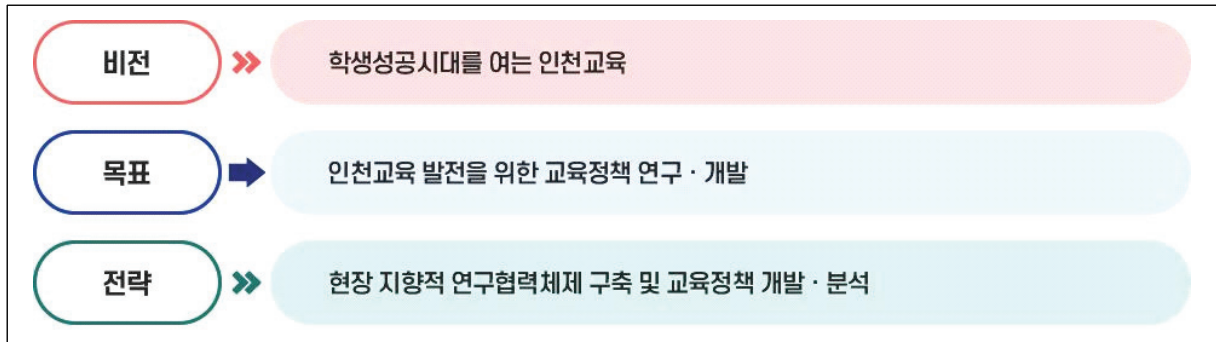 비전
학생성공시대를 여는 인천교육
목표
인천교육 발전을 위한 교육정책 연구 · 개발
전략
현장 지향적 연구협력체제 구축 및 교육정책 개발 · 분석